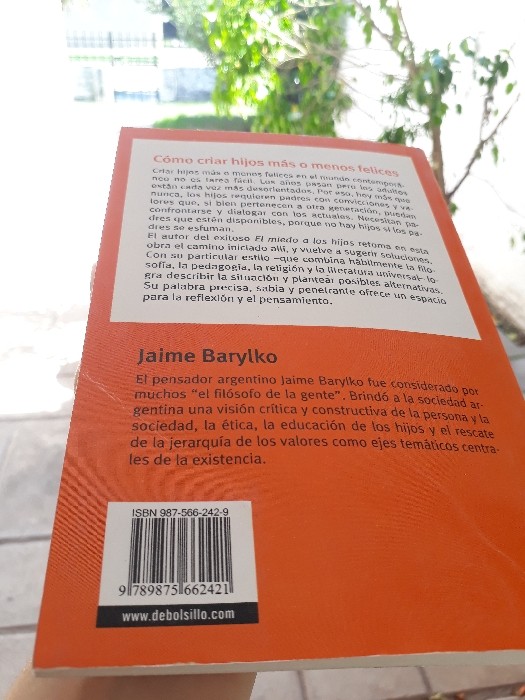 Cómo criar hijos más o menos felices
Criar hijos más o menos felices en el mundo contemporá-
neo no es tarea fácil. Los años pasan pero los adultos
están cada vez más desorientados. Por eso, hoy más que
nunca, los hijos requieren padres con convicciones y va-
lores que, si bien pertenecen a otra generación, puedan
confrontarse y dialogar con los actuales. Necesitan pa-
dres que estén disponibles, porque no hay hijos si los pa-
dres se esfuman.
El autor del exitoso El miedo a los hijos retoma en esta
obra el camino iniciado allí, y vuelve a sugerir soluciones.
Con su particular estilo –que combina hábilmente la filo-
sofía, la pedagogía, la religión y la literatura universal– lo-
gra describir la situación y plantear posibles alternativas.
Su palabra precisa, sabia y penetrante ofrece un espacio
para la reflexión y el pensamiento.
Jaime Barylko
El pensador argentino Jaime Barylko fue considerado por
muchos "el filósofo de la gente". Brindó a la sociedad ar-
gentina una visión crítica y constructiva de la persona y la
sociedad, la ética, la educación de los hijos y el rescate
de la jerarquía de los valores como ejes temáticos centra-
les de la existencia.
ISBN 987-566-242-9
9 789875 662421
www.debolsillo.com